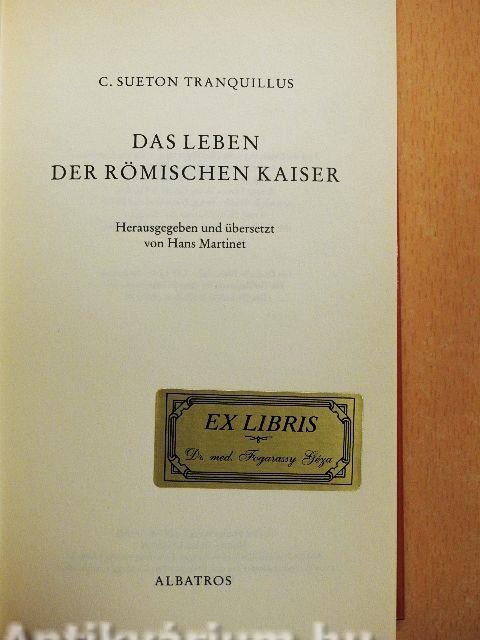 C. SUETON TRANQUILLUS
DAS LEBEN
DER RÖMISCHEN KAISER
Herausgegeben und übersetzt
von Hans Martinet
EX LIBRIS
Dr. med. Fogarassy Géza
ALBATROS
Antikvárium.hu